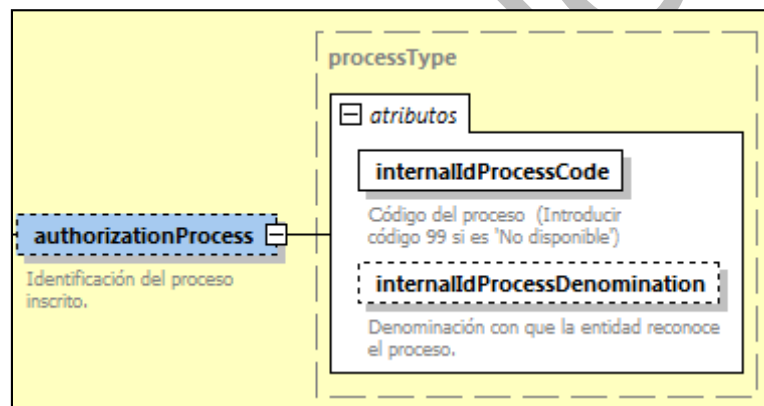 processType
atributos
internalIdProcessCode
Código del proceso (Introducir
código 99 si es 'No disponible')
authorizationProcess
Identificación del proceso
inscrito.
internalIdProcessDenomination
Denominación con que la entidad reconoce
el proceso.